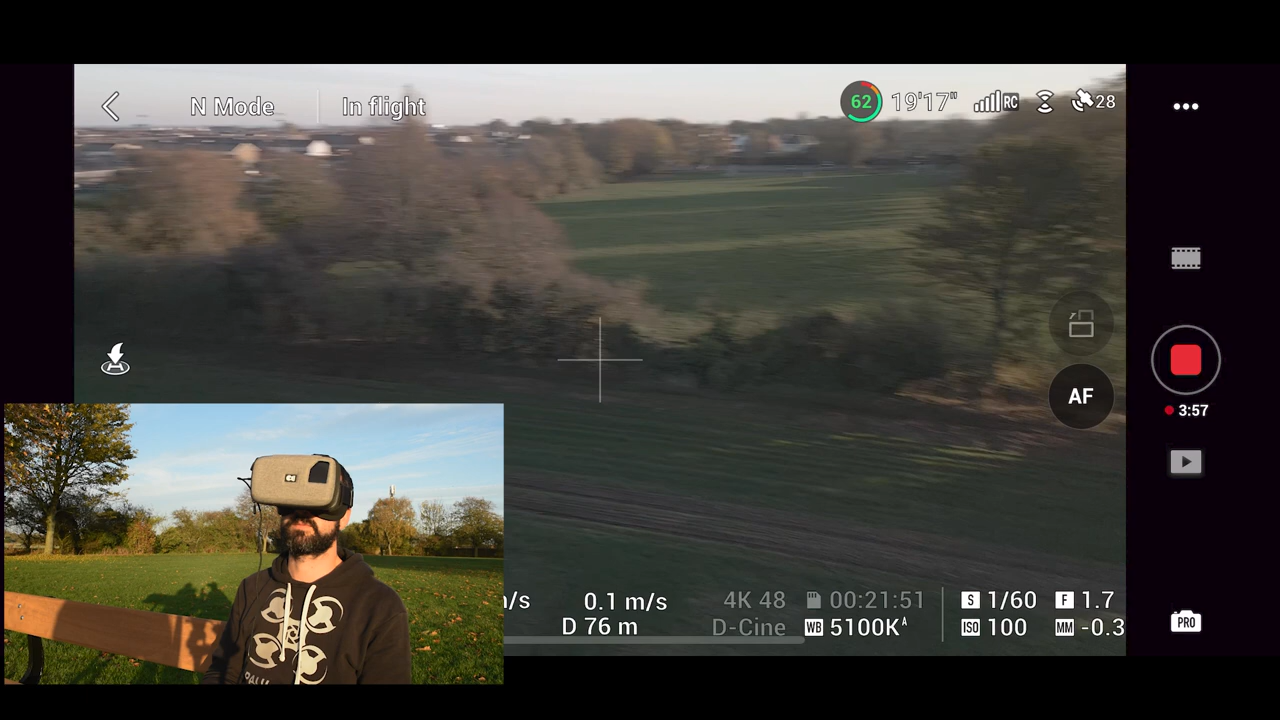 N Mode In flight 62 19'17" RC 28
AF
3:57
/s 0.1 m/s 4K 48 00:21:51 S 1/60 F 1.7
D 76 m D-Cine WB 5100K A ISO 100 MM -0.3
PRO